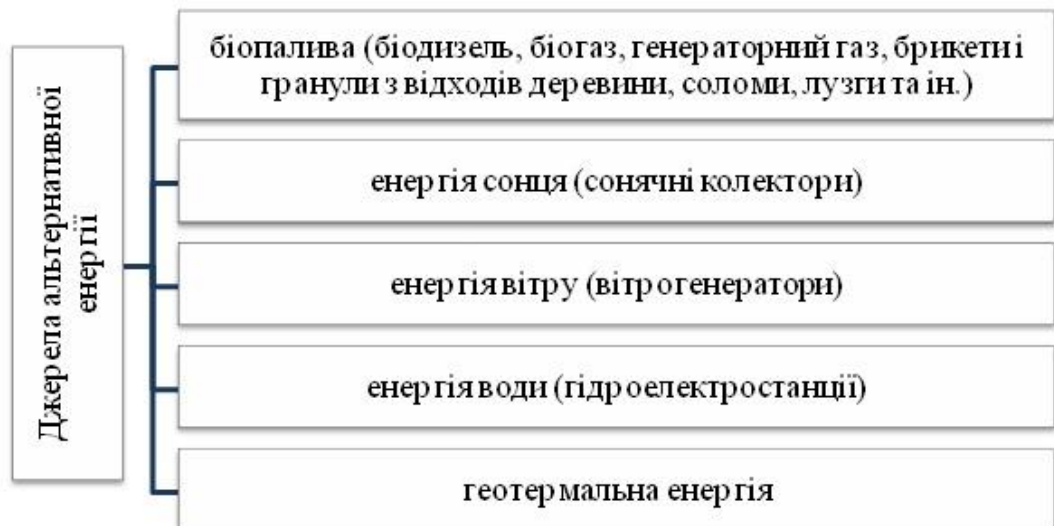 Джерела альтернативної
енергії
біопалива (біодизель, біогаз, генераторний газ, брикети і
гранули з відходів деревини, соломи, лузги та ін.)
енергія сонця (сонячні колектори)
енергія вітру (вітрогенератори)
енергія води (гідроелектростанції)
геотермальна енергія